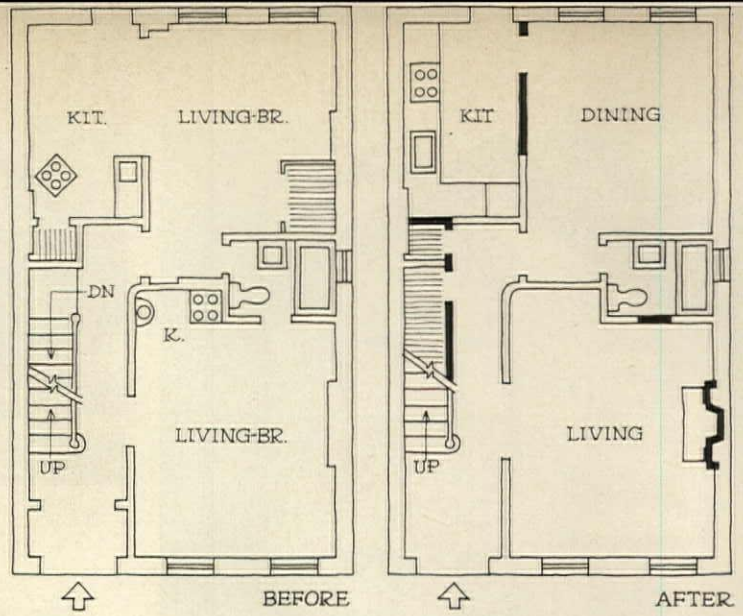 KIT.
LIVING-BR.
DN
K.
LIVING-BR.
UP
BEFORE
KIT
DINING
LIVING
UP
AFTER